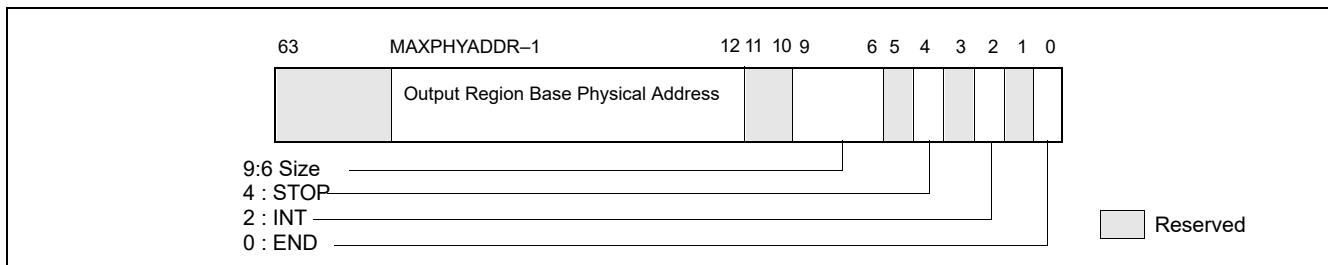 63 MAXPHYADDR–1 12 11 10 9 6 5 4 3 2 1 0
Output Region Base Physical Address
9:6 Size
4 : STOP
2 : INT
0 : END
Reserved